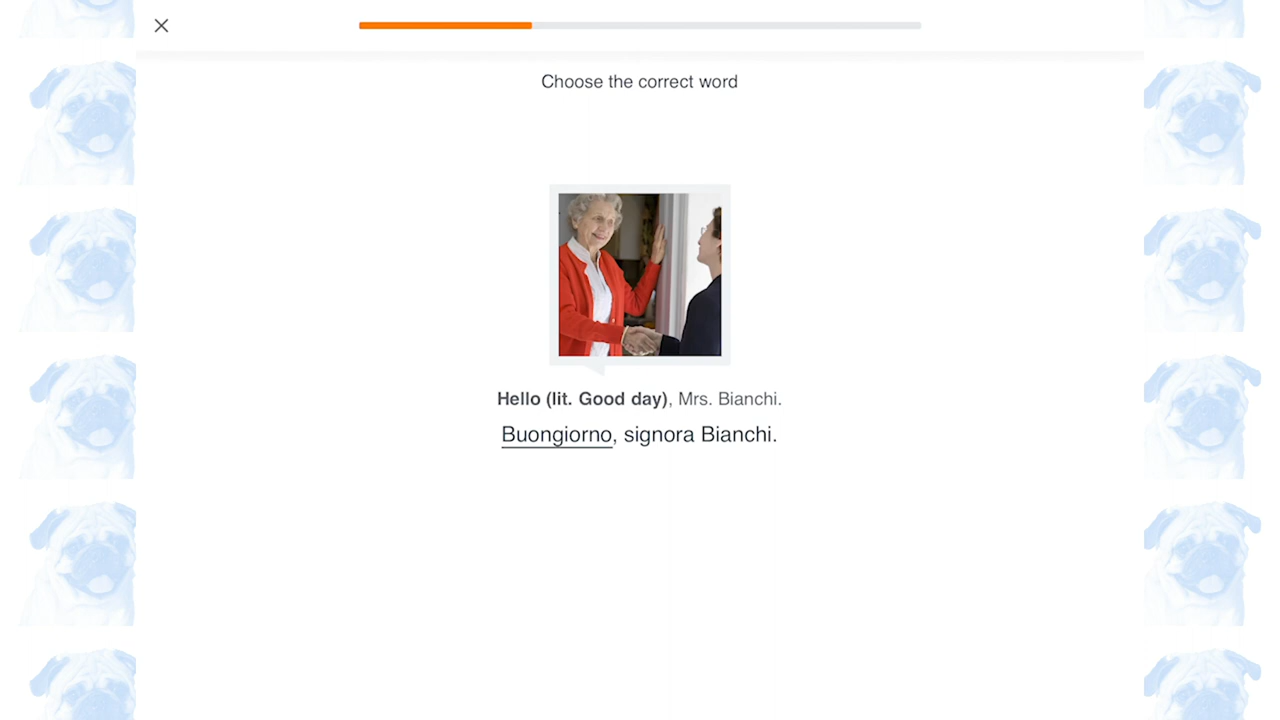 Choose the correct word
Hello (lit. Good day), Mrs. Bianchi.
Buongiorno, signora Bianchi.